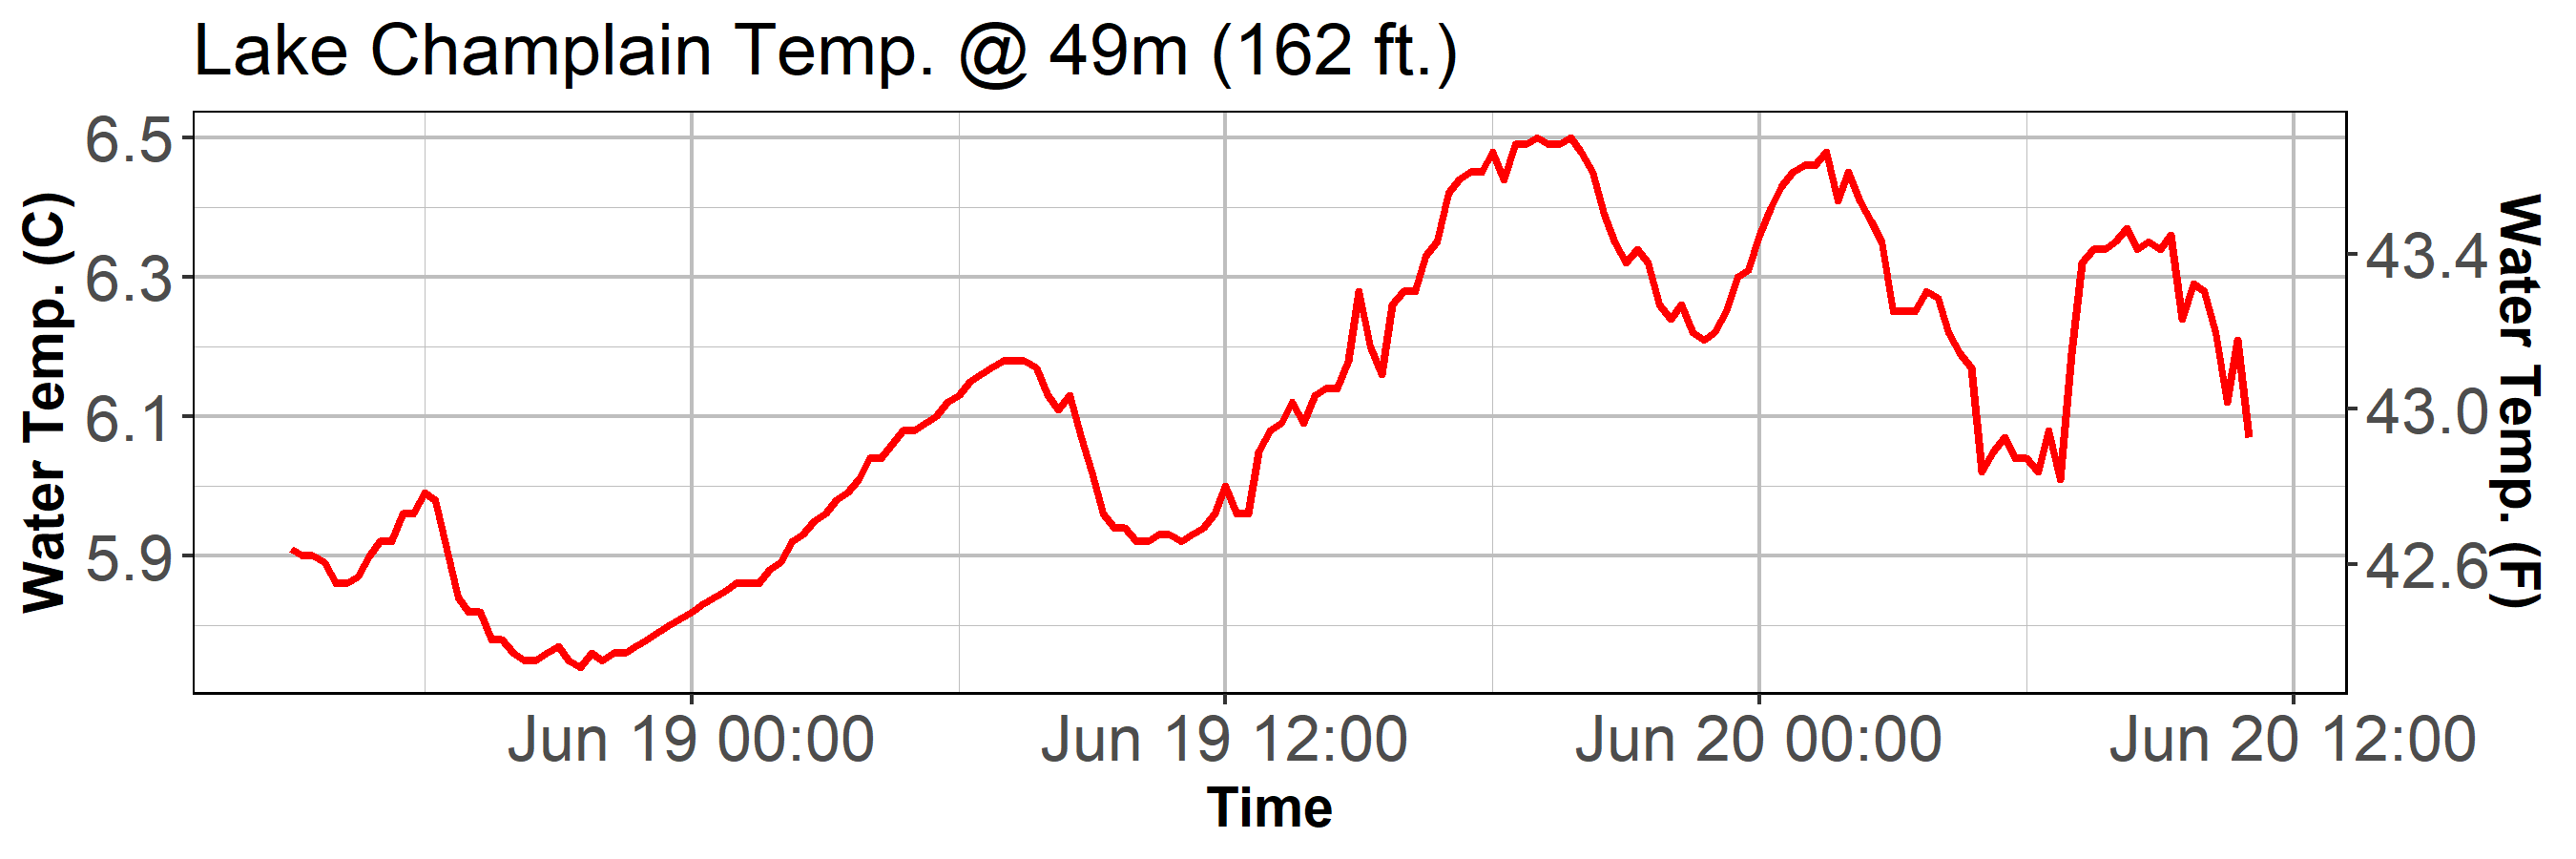 Lake Champlain Temp. @ 49m (162 ft.)
Water Temp. (C)
6.5
6.3
6.1
5.9
43.4
43.0
42.6
Water Temp. (F)
Jun 19 00:00
Jun 19 12:00
Jun 20 00:00
Jun 20 12:00
Time